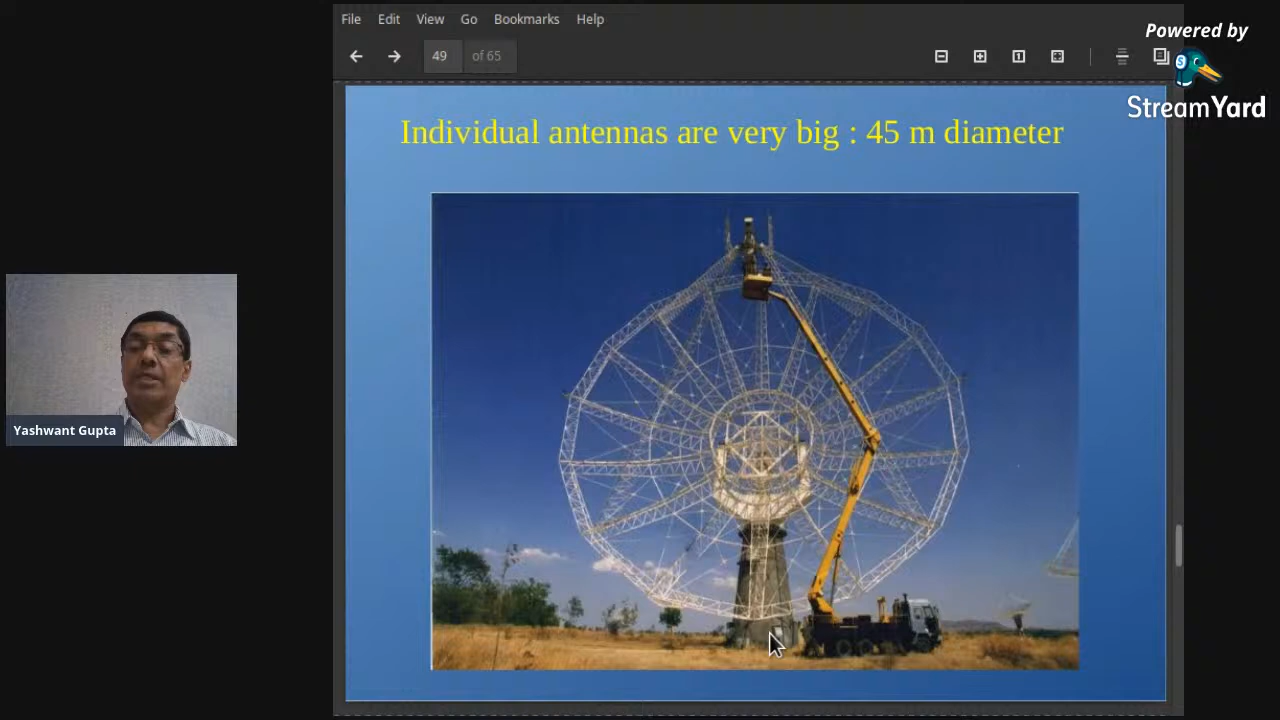 File Edit View Go Bookmarks Help
49 of 65
Powered by
StreamYard
Individual antennas are very big : 45 m diameter
Yashwant Gupta